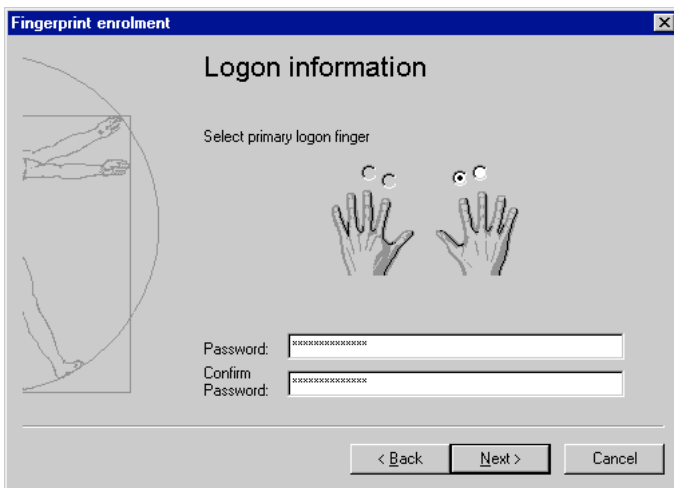 Fingerprint enrolment
Logon information
Select primary logon finger
Password: **************
Confirm
Password: **************
< Back Next > Cancel